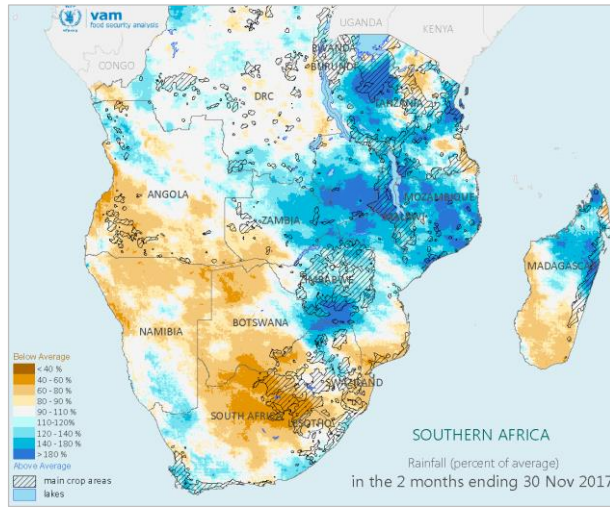 vam
food security analysis
UGANDA
KENYA
CONGO
RWANDA
BURUNDI
DRC
TANZANIA
ANGOLA
ZAMBIA
MALAWI
MOZAMBIQUE
ZIMBABWE
MADAGASCAR
NAMIBIA
BOTSWANA
SWAZILAND
SOUTH AFRICA
LESOTHO
Below Average
< 40 %
40 - 60 %
60 - 80 %
80 - 90 %
90 - 110 %
110-120%
120 - 140 %
140 - 180 %
>180 %
Above Average
main crop areas
lakes
SOUTHERN AFRICA
Rainfall (percent of average)
in the 2 months ending 30 Nov 2017